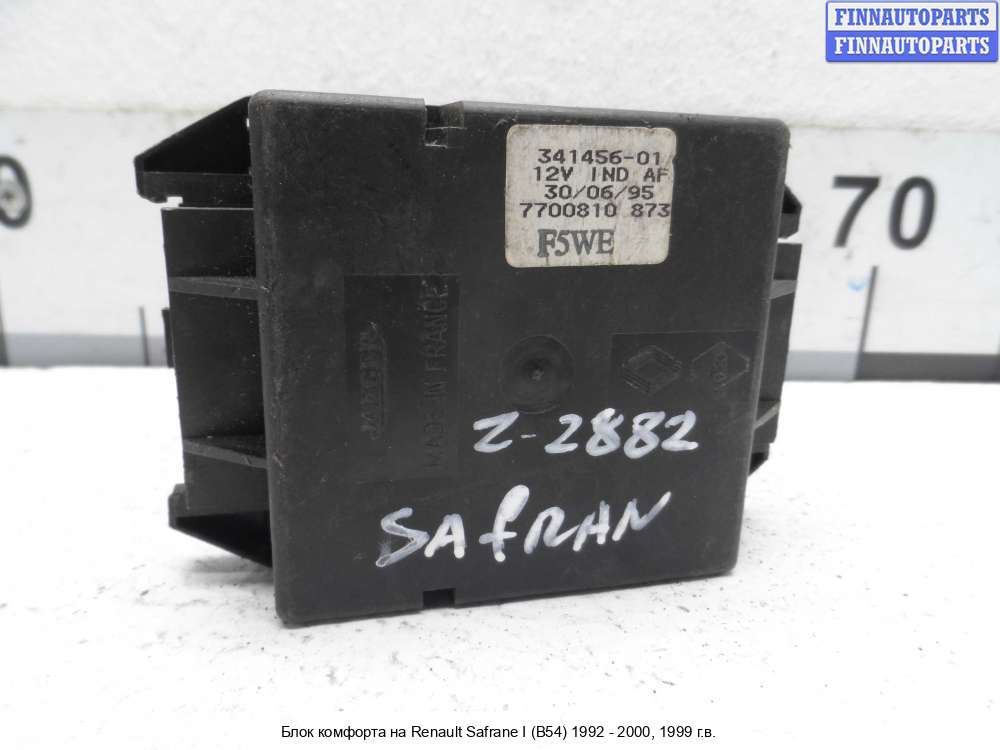 FINNAUTOPARTS
FINNAUTOPARTS
341456-01
12V IND AF
30/06/95
7700810 873
F5WE
70
JAEGER
MADE IN FRANCE
Z-2882
SAfRAN
Блок комфорта на Renault Safrane I (B54) 1992 - 2000, 1999 г.в.